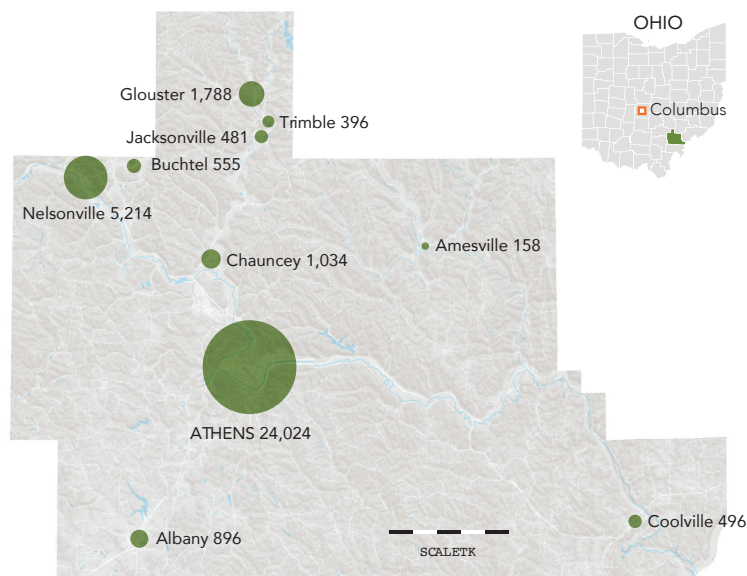 OHIO
Columbus
Glouster 1,788
Trimble 396
Jacksonville 481
Buchtel 555
Nelsonville 5,214
Chauncey 1,034
Amesville 158
ATHENS 24,024
Albany 896
Coolville 496
SCALETK